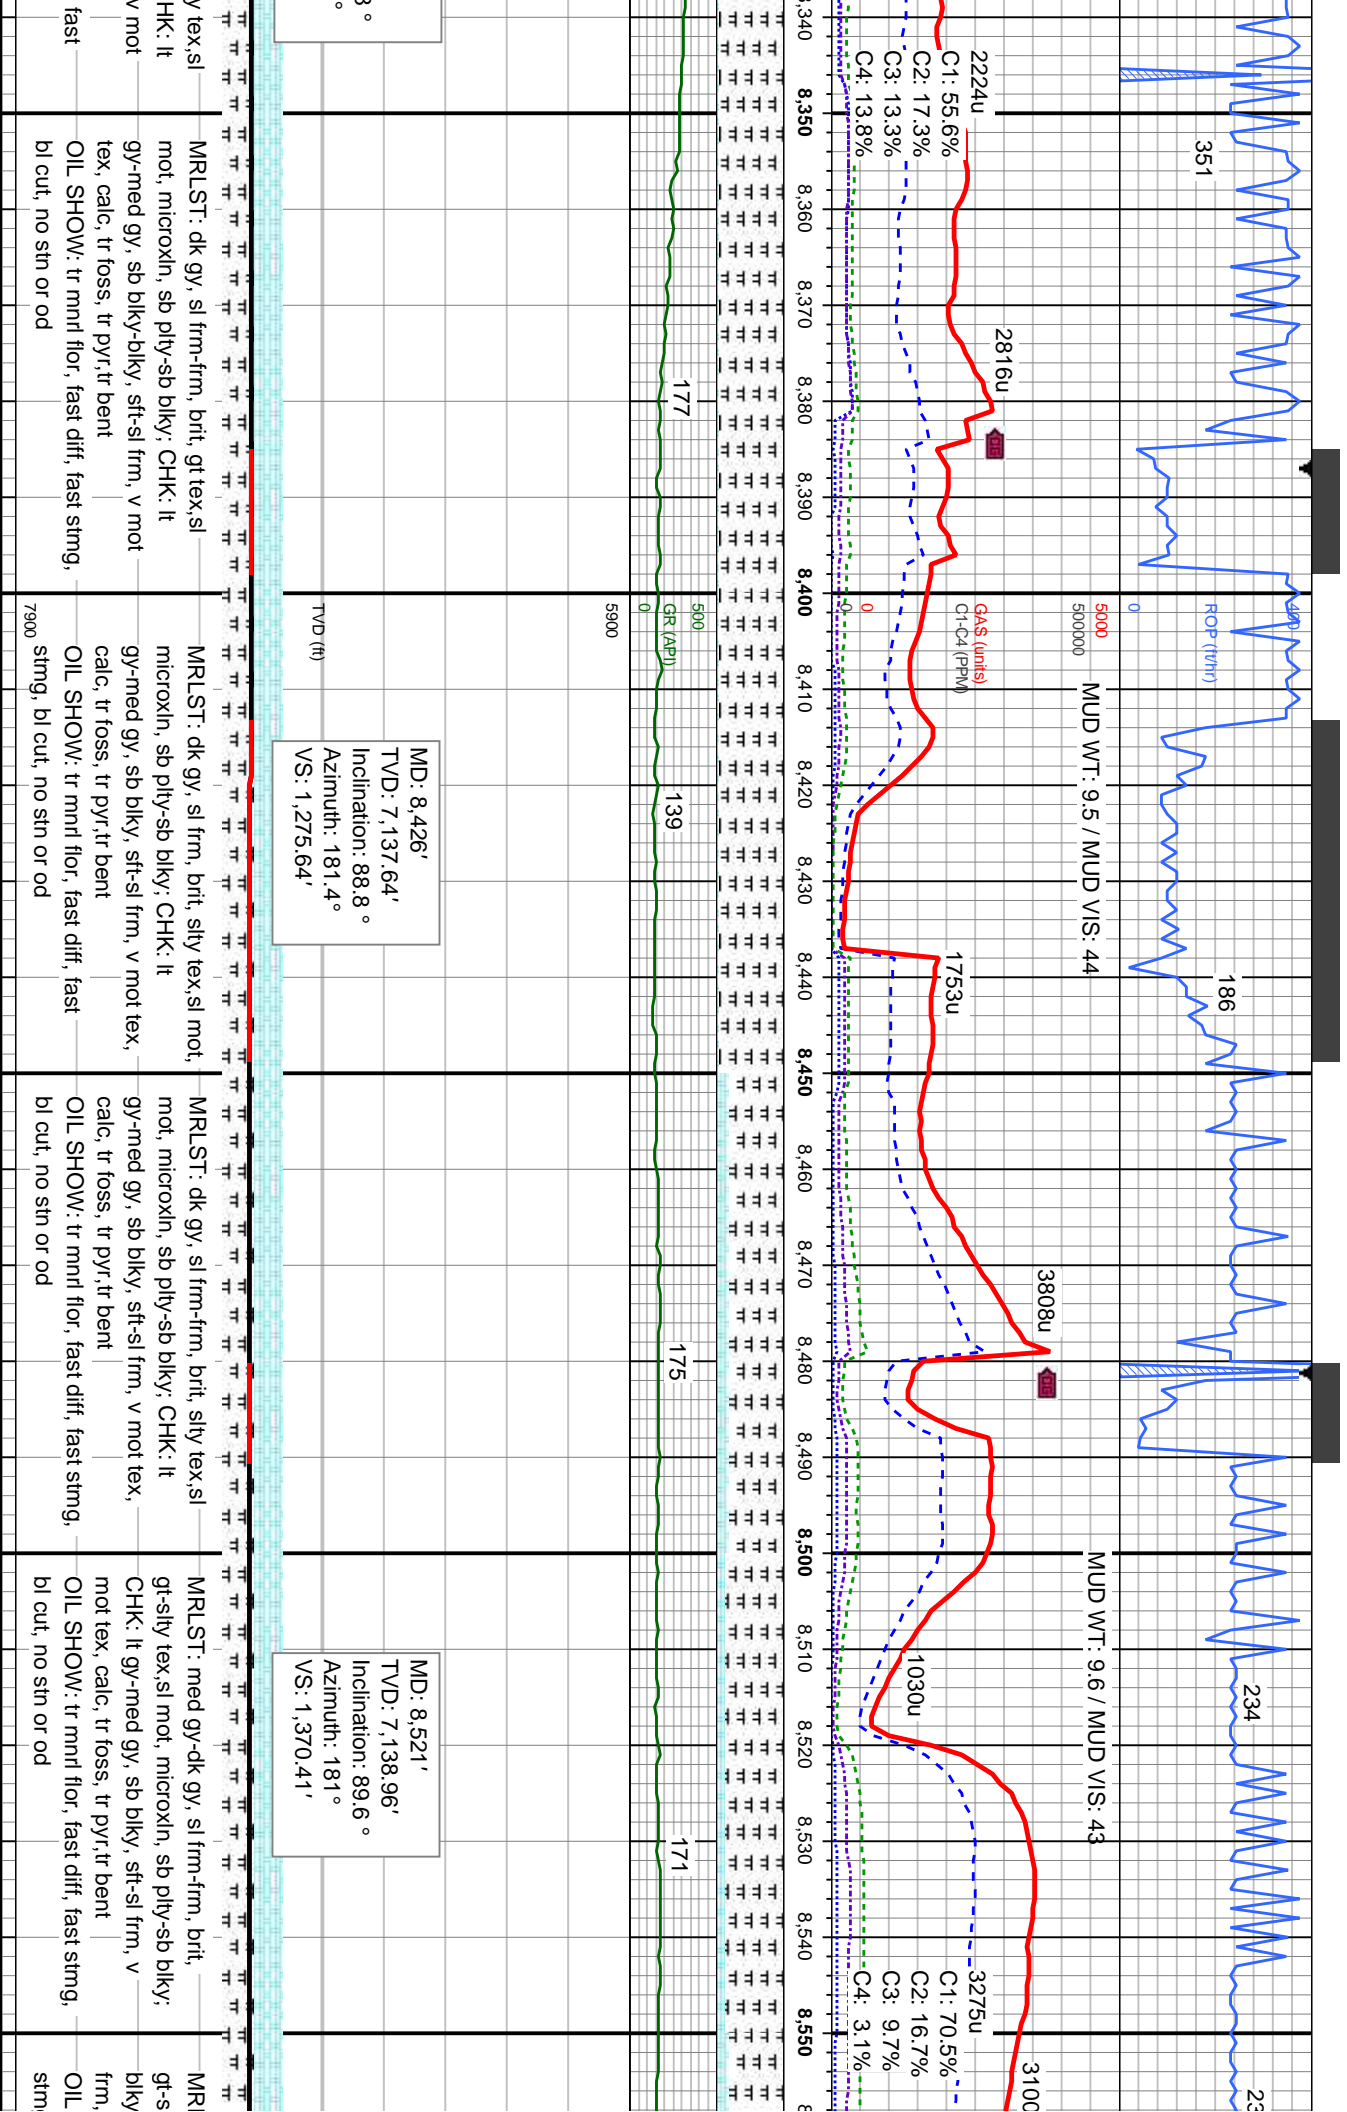 351
186
234
23
400
ROP (ft/hr)
0
MUD WT: 9.5 / MUD VIS: 44
MUD WT: 9.6 / MUD VIS: 43
5000
500000
GAS (units)
C1-C4 (PPM)
0
0
2224u
C1: 55.6%
C2: 17.3%
C3: 13.3%
C4: 13.8%
2816u
1753u
3808u
1030u
3275u
C1: 70.5%
C2: 16.7%
C3: 9.7%
C4: 3.1%
3100
8,340
8,350
8,360
8,370
8,380
8,390
8,400
8,410
8,420
8,430
8,440
8,450
8,460
8,470
8,480
8,490
8,500
8,510
8,520
8,530
8,540
8,550
500
GR (API)
0
177
139
175
171
5900
TVD (ft)
7900
MD: 8,426'
TVD: 7,137.64'
Inclination: 88.8 °
Azimuth: 181.4°
VS: 1,275.64'
MD: 8,521'
TVD: 7,138.96'
Inclination: 89.6 °
Azimuth: 181°
VS: 1,370.41'
y tex,sl
HK: lt
v mot
fast
MRLST: dk gy, sl frm-frm, brit, gt tex,sl
mot, microxln, sb plty-sb blky; CHK: lt
gy-med gy, sb blky-blky, sft-sl frm, v mot
tex, calc, tr foss, tr pyr,tr bent
OIL SHOW: tr mnrl flor, fast diff, fast stmg,
bl cut, no stn or od
MRLST: dk gy, sl frm, brit, slty tex,sl mot,
microxln, sb plty-sb blky; CHK: lt
gy-med gy, sb blky, sft-sl frm, v mot tex,
calc, tr foss, tr pyr,tr bent
OIL SHOW: tr mnrl flor, fast diff, fast
stmg, bl cut, no stn or od
MRLST: dk gy, sl frm-frm, brit, slty tex,sl
mot, microxln, sb plty-sb blky; CHK: lt
gy-med gy, sb blky, sft-sl frm, v mot tex,
calc, tr foss, tr pyr,tr bent
OIL SHOW: tr mnrl flor, fast diff, fast stmg,
bl cut, no stn or od
MRLST: med gy-dk gy, sl frm-frm, brit,
gt-slty tex,sl mot, microxln, sb plty-sb blky;
CHK: lt gy-med gy, sb blky, sft-sl frm, v
mot tex, calc, tr foss, tr pyr,tr bent
OIL SHOW: tr mnrl flor, fast diff, fast stmg,
bl cut, no stn or od
MRL
gt-s
blky
frm,
OIL
stmg